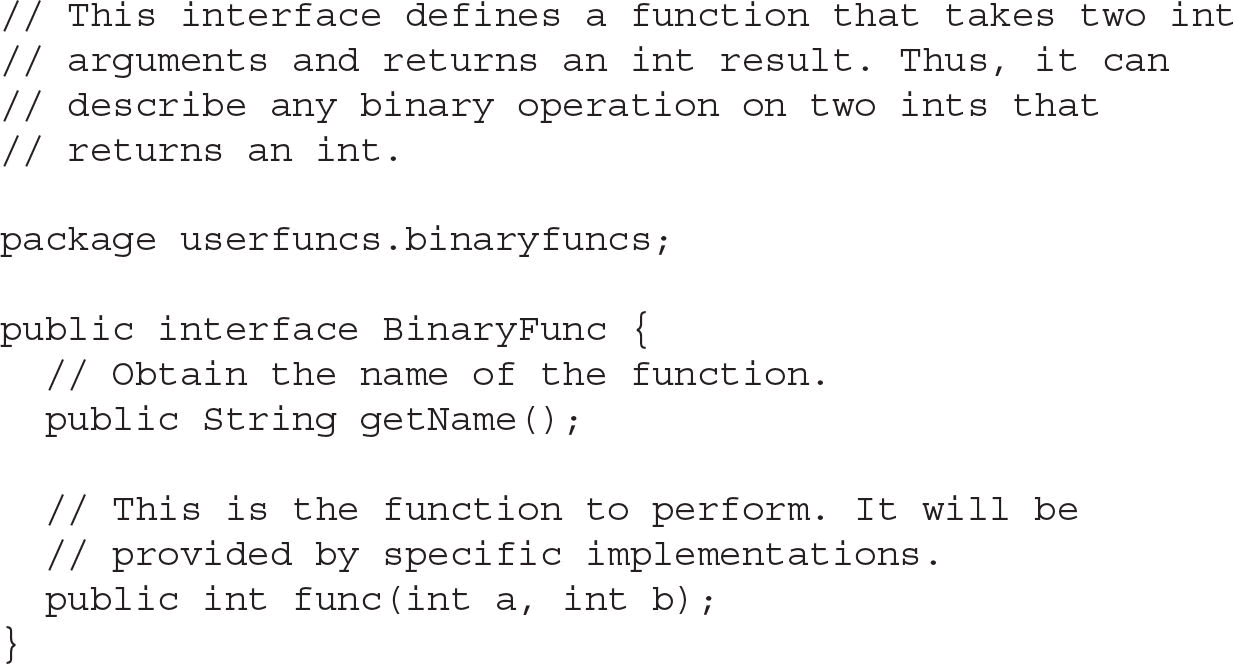 // This interface defines a function that takes two int
// arguments and returns an int result. Thus, it can
// describe any binary operation on two ints that
// returns an int.

package userfuncs.binaryfuncs;

public interface BinaryFunc {
  // Obtain the name of the function.
  public String getName();

  // This is the function to perform. It will be
  // provided by specific implementations.
  public int func(int a, int b);
}